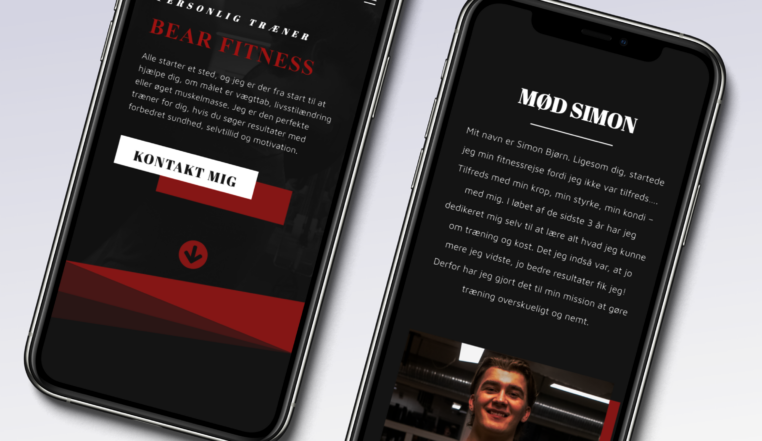 PERSONLIG TRÆNER
BEAR FITNESS
Alle starter et sted, og jeg er der fra start til at
hjælpe dig, om målet er vægttab, livsstilændring
eller øget muskelmasse. Jeg er den perfekte
træner for dig, hvis du søger resultater med
forbedret sundhed, selvtillid og motivation.
KONTAKT MIG
MØD SIMON
Mit navn er Simon Bjørn. Ligesom dig, startede
jeg min fitnessrejse fordi jeg ikke var tilfreds....
Tilfreds med min krop, min styrke, min kondi –
med mig. I løbet af de sidste 3 år har jeg
dedikeret mig selv til at lære alt hvad jeg kunne
om træning og kost. Det jeg indså var, at jo
mere jeg vidste, jo bedre resultater fik jeg!
Derfor har jeg gjort det til min mission at gøre
træning overskueligt og nemt.